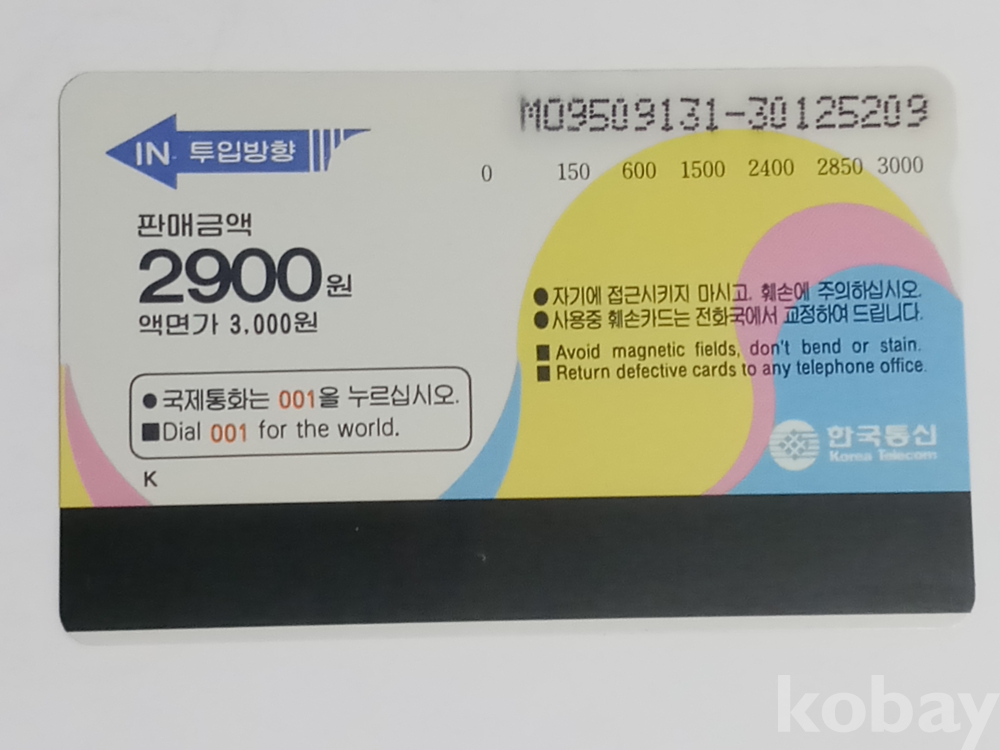 M09509131-30125209
IN 투입방향
0 150 600 1500 2400 2850 3000
판매금액
2900원
액면가 3,000원
●자기에 접근시키지 마시고, 훼손에 주의하십시오.
●사용중 훼손카드는 전화국에서 교정하여 드립니다.
■Avoid magnetic fields, don't bend or stain.
■Return defective cards to any telephone office.
●국제통화는 001을 누르십시오.
■Dial 001 for the world.
한국통신
Korea Telecom
K
kobay